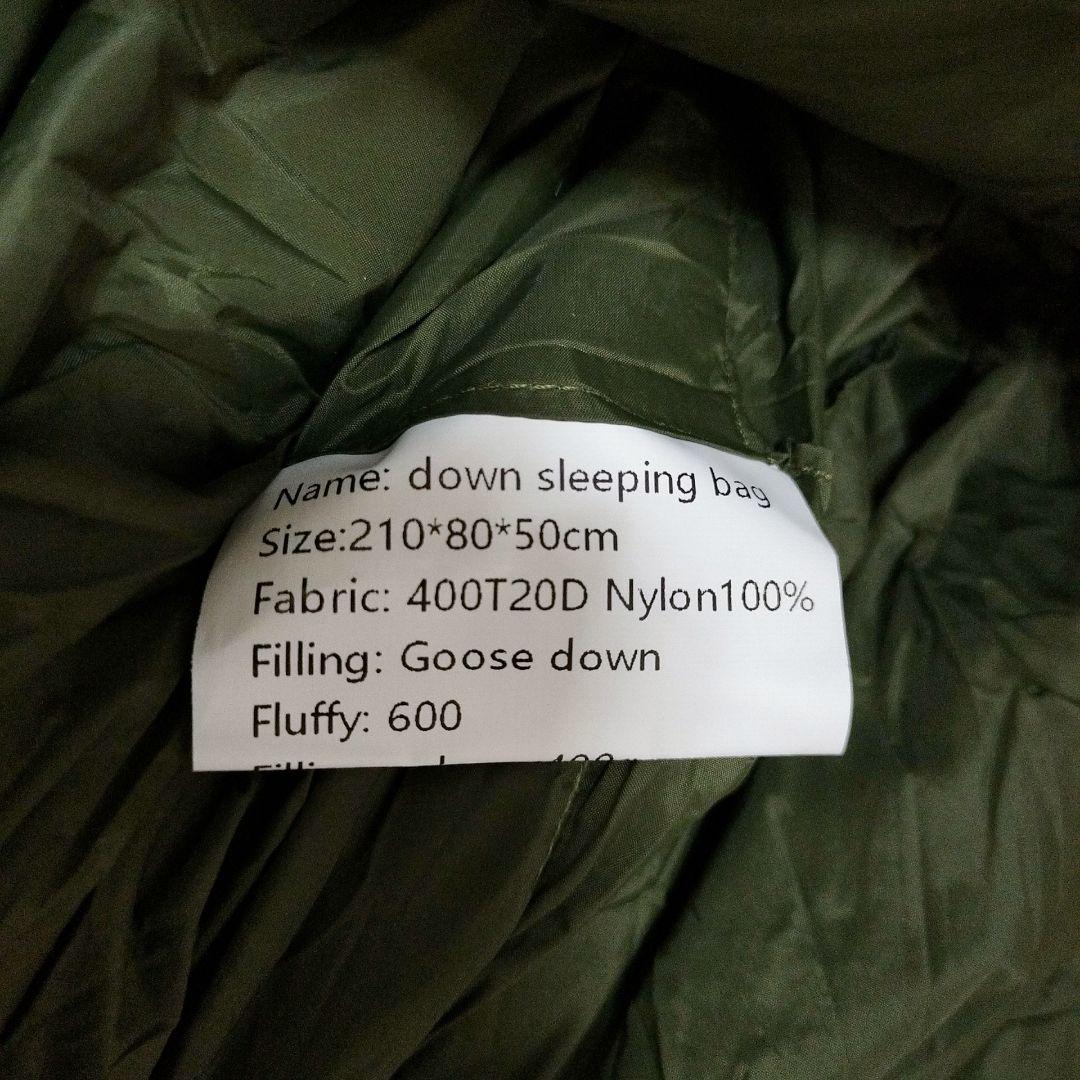 Name: down sleeping bag
Size:210*80*50cm
Fabric: 400T20D Nylon100%
Filling: Goose down
Fluffy: 600